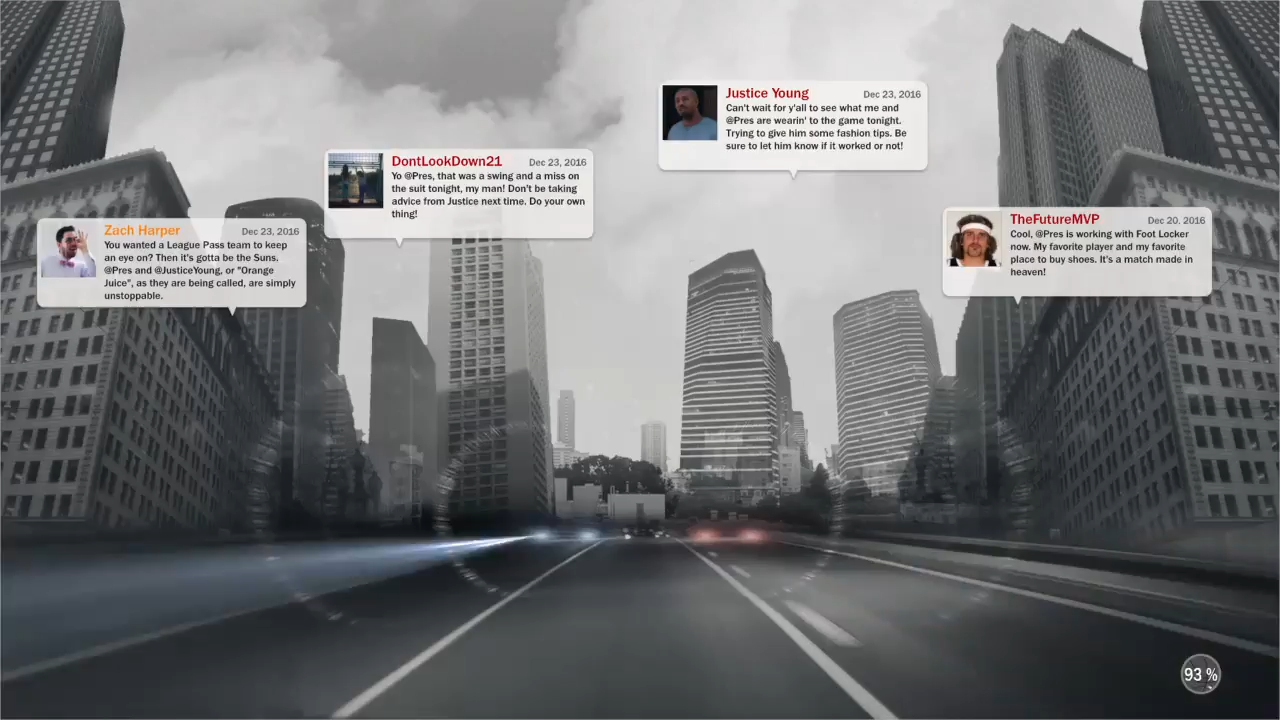 Justice Young Dec 23, 2016
Can't wait for y'all to see what me and
@Pres are wearin' to the game tonight.
Trying to give him some fashion tips. Be
sure to let him know if it worked or not!
DontLookDown21 Dec 23, 2016
Yo @Pres, that was a swing and a miss on
the suit tonight, my man! Don't be taking
advice from Justice next time. Do your own
thing!
Zach Harper Dec 23, 2016
You wanted a League Pass team to keep
an eye on? Then it's gotta be the Suns.
@Pres and @JusticeYoung, or "Orange
Juice", as they are being called, are simply
unstoppable.
TheFutureMVP Dec 20, 2016
Cool, @Pres is working with Foot Locker
now. My favorite player and my favorite
place to buy shoes. It's a match made in
heaven!
93 %